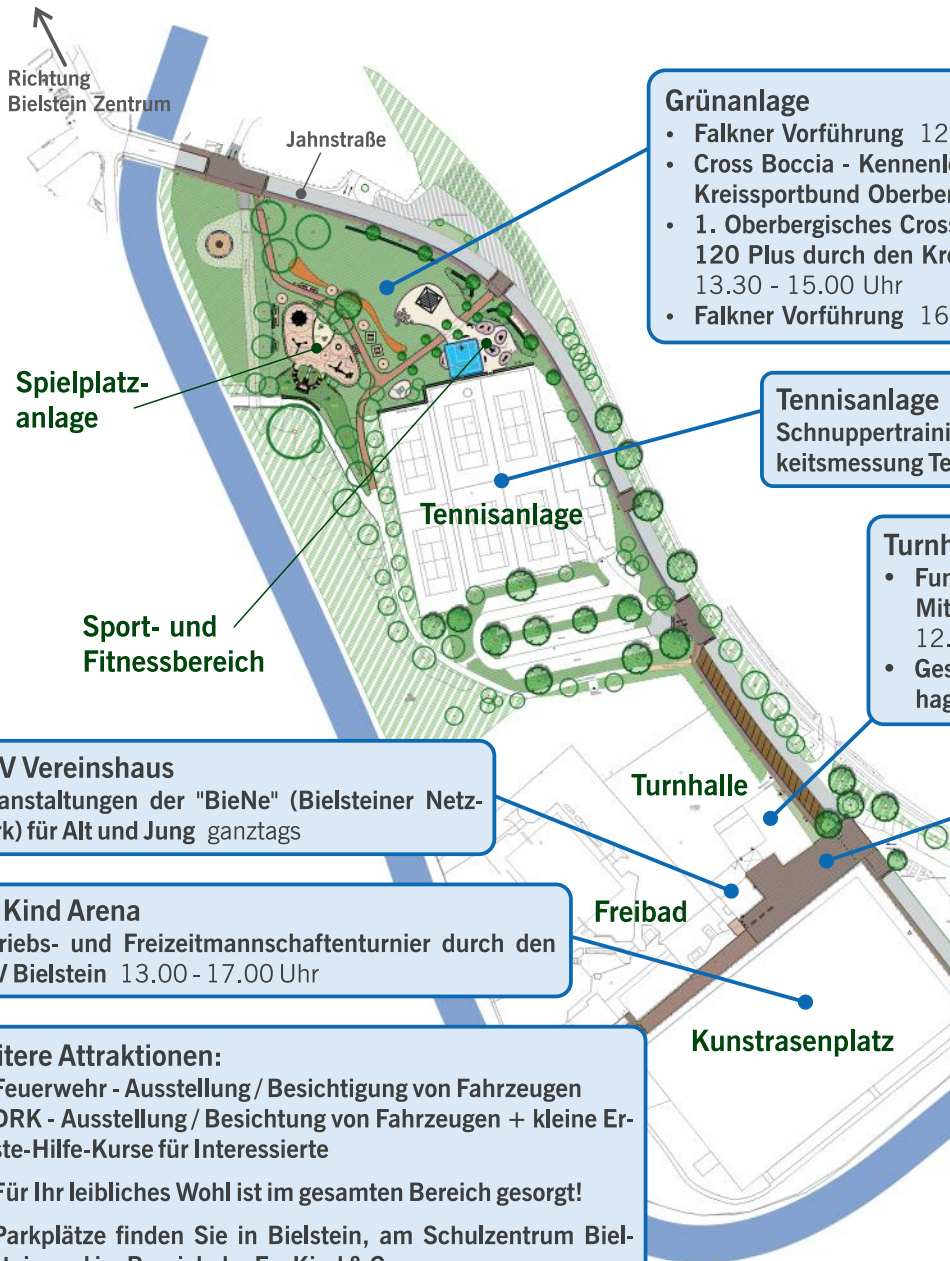 Richtung
Bielstein Zentrum
Jahnstraße
Grünanlage
• Falkner Vorführung 12
• Cross Boccia - Kennenl
Kreissportbund Oberber
• 1. Oberbergisches Cross
120 Plus durch den Kre
13.30 - 15.00 Uhr
• Falkner Vorführung 16
Spielplatz-
anlage
Tennisanlage
Schnuppertraini
keitsmessung Te
Tennisanlage
Turnh
• Fun
Mit
12.
• Ges
hag
Sport- und
Fitnessbereich
V Vereinshaus
anstaltungen der "BieNe" (Bielsteiner Netz-
rk) für Alt und Jung ganztags
Turnhalle
Kind Arena
riebs- und Freizeitmannschaftenturnier durch den
V Bielstein 13.00 - 17.00 Uhr
Freibad
Kunstrasenplatz
itere Attraktionen:
Feuerwehr - Ausstellung / Besichtigung von Fahrzeugen
DRK - Ausstellung / Besichtung von Fahrzeugen + kleine Er-
ste-Hilfe-Kurse für Interessierte
Für Ihr leibliches Wohl ist im gesamten Bereich gesorgt!
Parkplätze finden Sie in Bielstein, am Schulzentrum Biel-